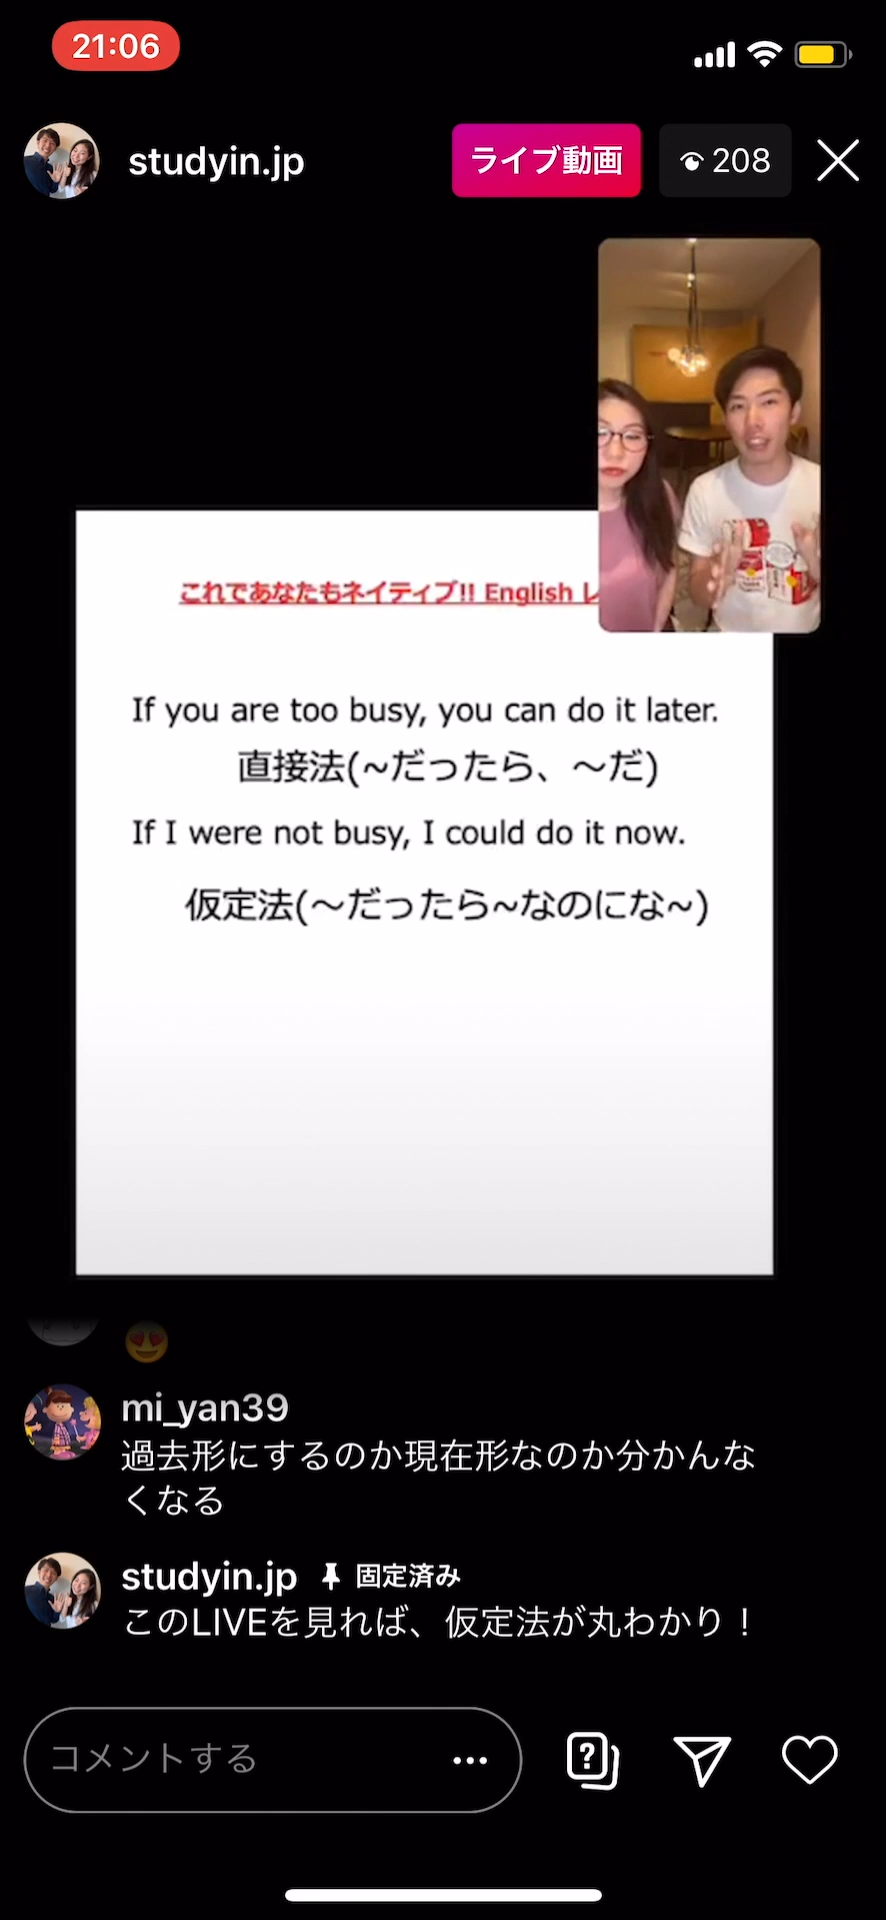 21:06
studyin.jp
ライブ動画
208
これであなたもネイティブ!! English レ
If you are too busy, you can do it later.
直接法(~だったら、～だ)
If I were not busy, I could do it now.
仮定法(～だったら~なのにな~)
mi_yan39
過去形にするのか現在形なのか分かんな
くなる
studyin.jp 固定済み
このLIVEを見れば、仮定法が丸わかり！
コメントする